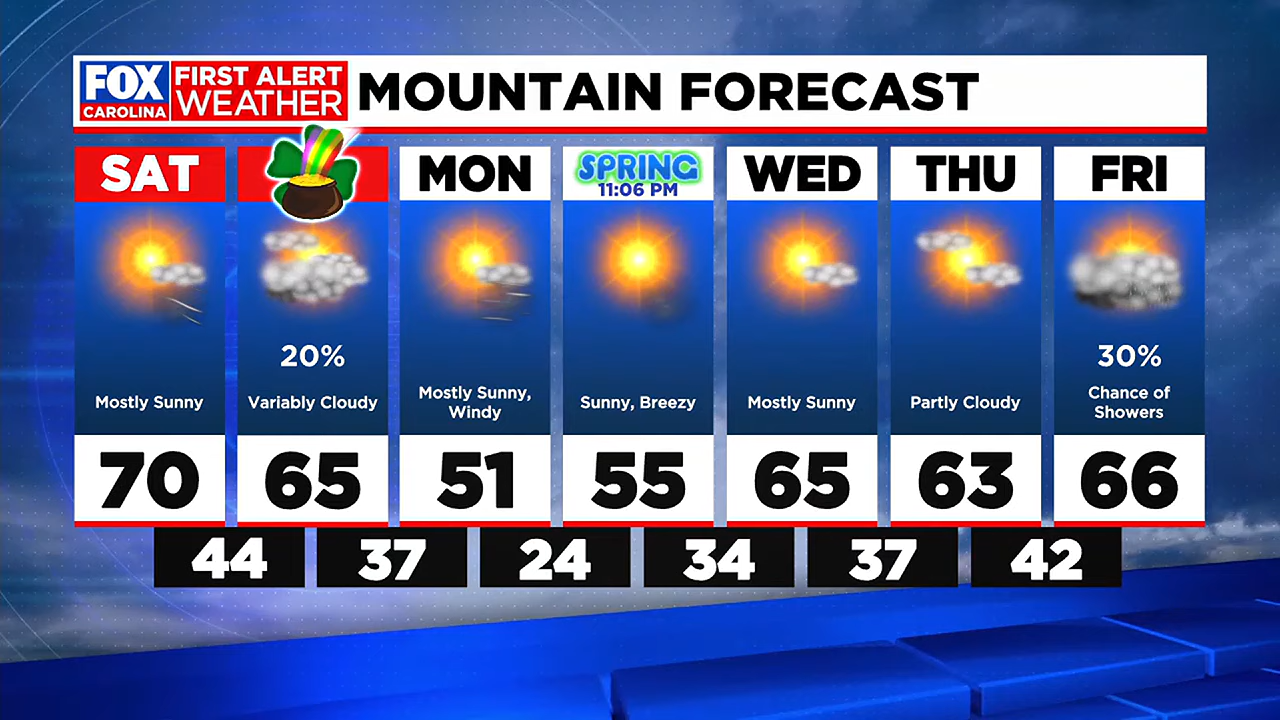 FOX
CAROLINA
FIRST ALERT
WEATHER
MOUNTAIN FORECAST
SAT
MON
SPRING
11:06 PM
WED
THU
FRI
20%
30%
Mostly Sunny
Variably Cloudy
Mostly Sunny,
Windy
Sunny, Breezy
Mostly Sunny
Partly Cloudy
Chance of
Showers
70
65
51
55
65
63
66
44
37
24
34
37
42